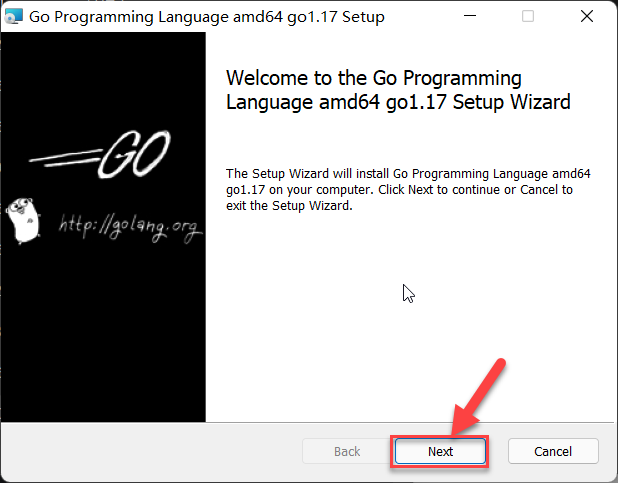 Go Programming Language amd64 go1.17 Setup
Welcome to the Go Programming
Language amd64 go1.17 Setup Wizard
GO
http://golang.org
The Setup Wizard will install Go Programming Language amd64
go1.17 on your computer. Click Next to continue or Cancel to
exit the Setup Wizard.
Back
Next
Cancel